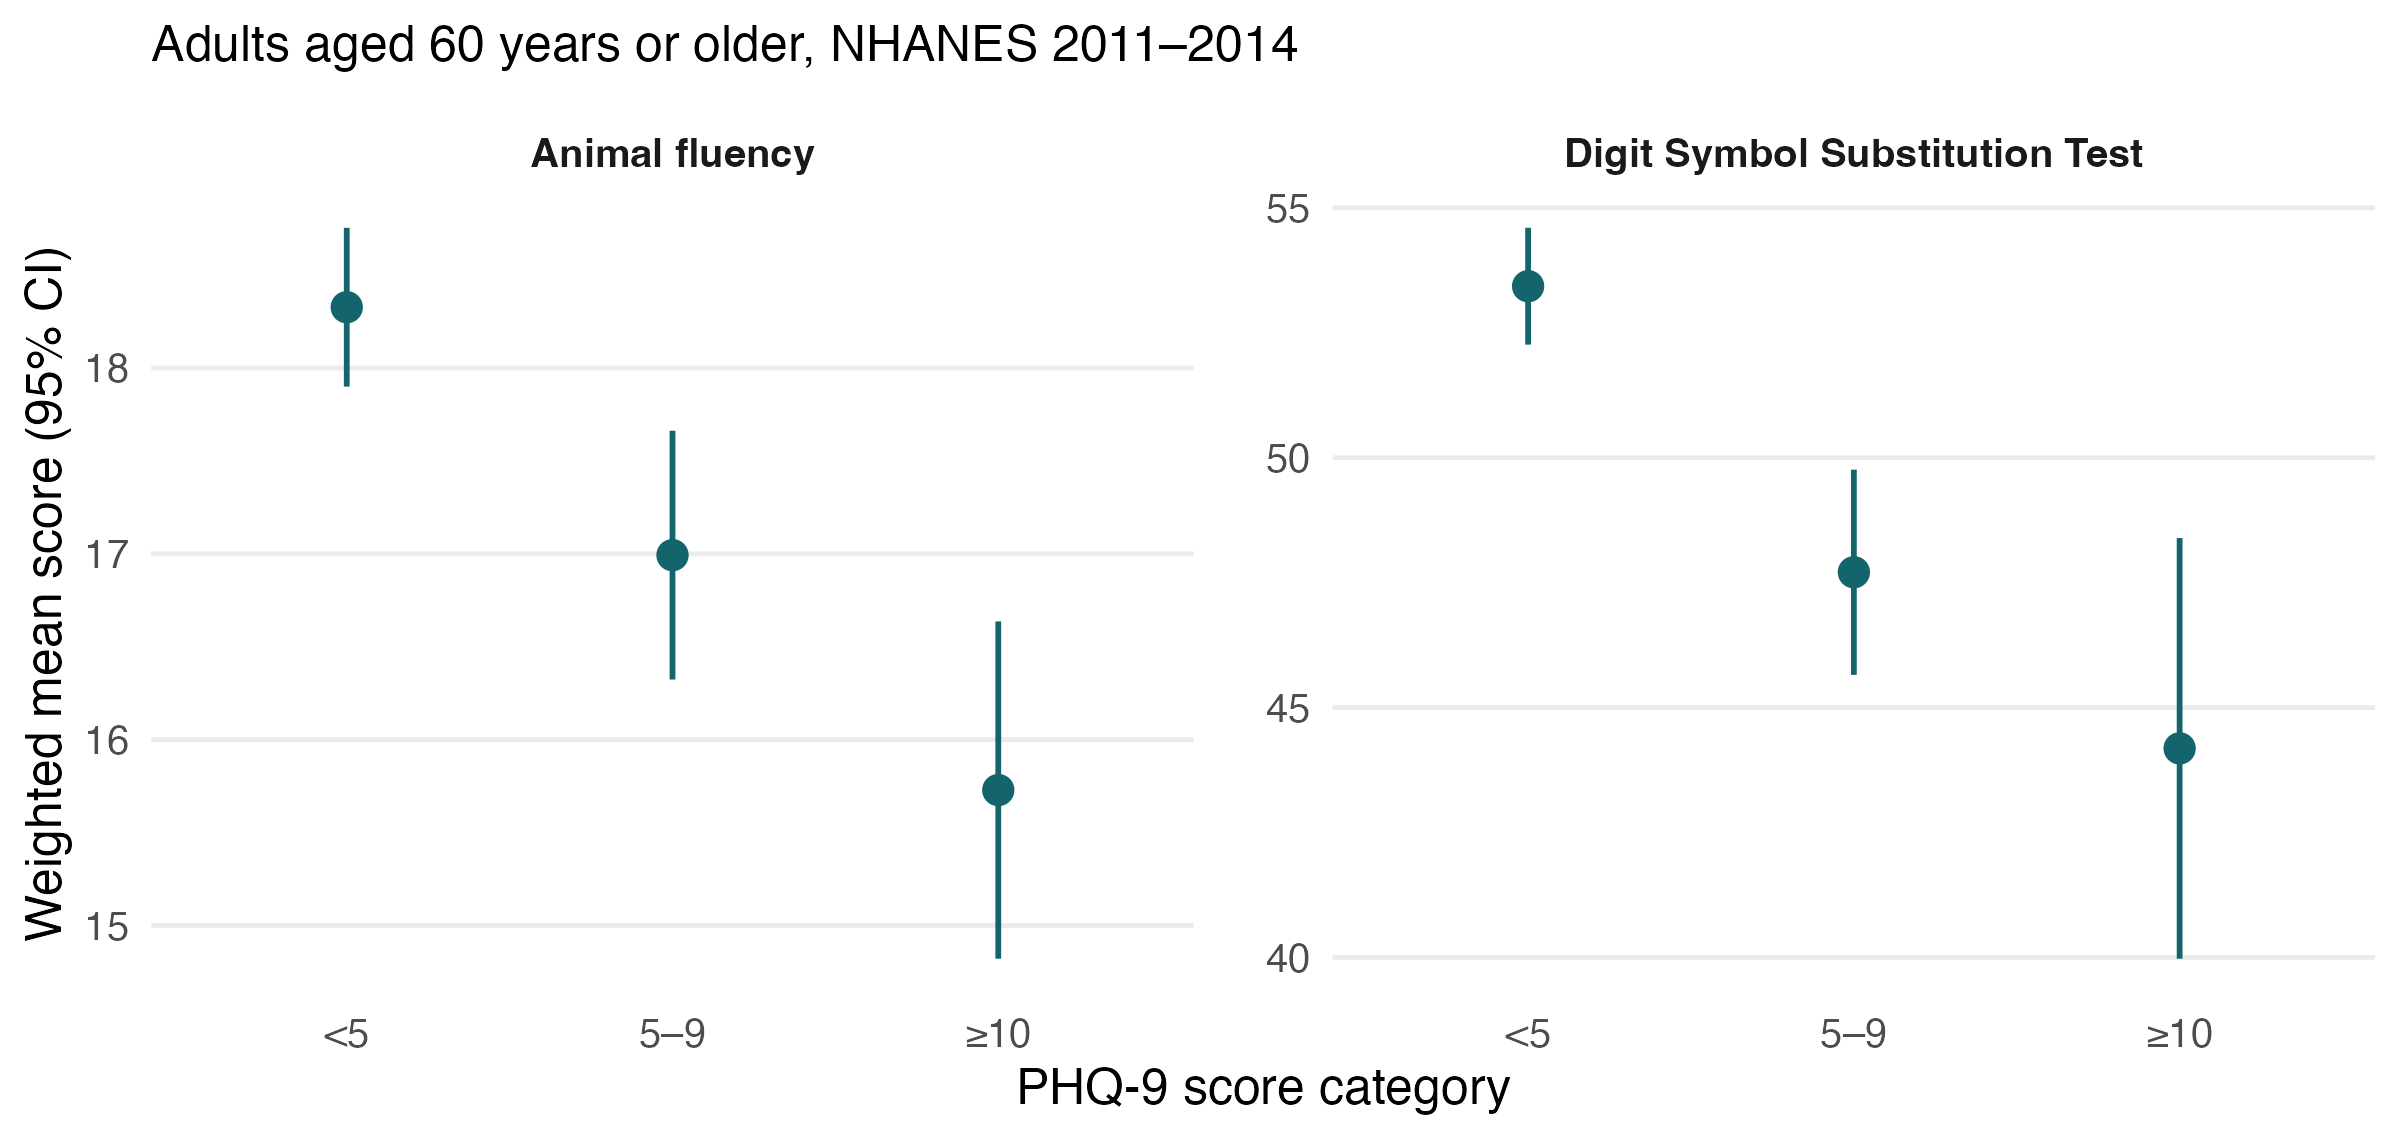 Adults aged 60 years or older, NHANES 2011–2014
Animal fluency
Digit Symbol Substitution Test
Weighted mean score (95% CI)
18
17
16
15
55
50
45
40
<5
5–9
≥10
<5
5–9
≥10
PHQ-9 score category